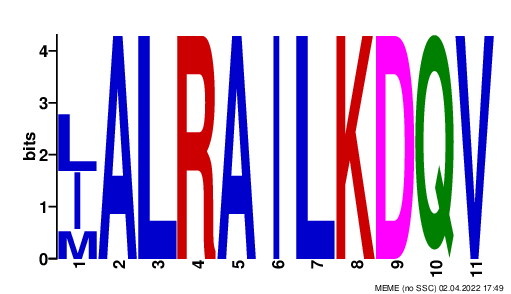 4
3
2
1
0
bits
L
I
M
ALRAILKDQV
1 2 3 4 5 6 7 8 9 10 11
MEME (no SSC) 02.04.2022 17:49